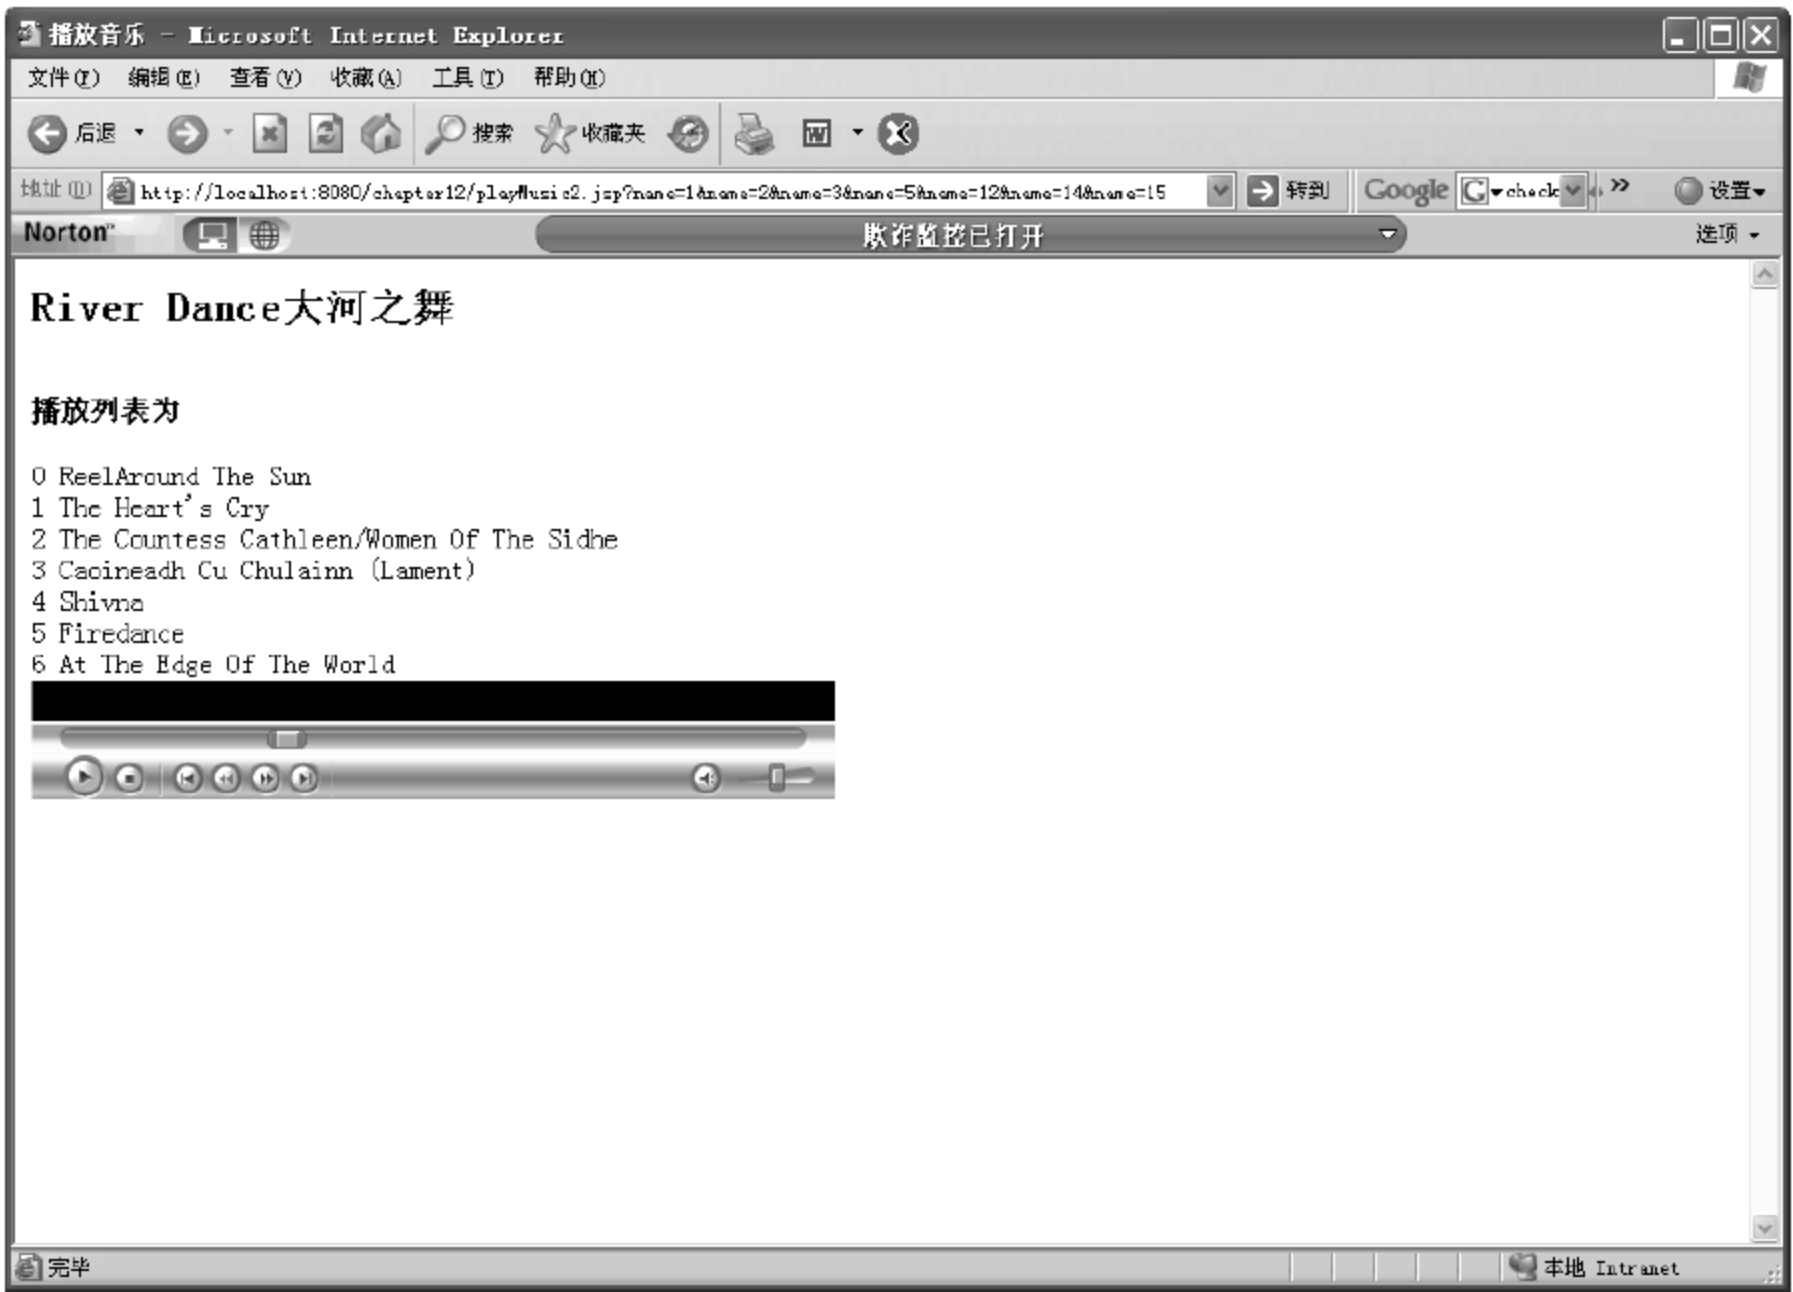 播放音乐 - Microsoft Internet Explorer
文件(F) 编辑(E) 查看(V) 收藏(A) 工具(T) 帮助(H)
后退 搜索 收藏夹
地址(D) http://localhost:8080/chapter12/playMusic2.jsp?name=1&name=2&name=3&name=5&name=12&name=14&name=15 转到 Google G check » 设置
Norton™ 欺诈监控已打开 选项
River Dance大河之舞
播放列表为
0 ReelAround The Sun
1 The Heart's Cry
2 The Countess Cathleen/Women Of The Sidhe
3 Caoineadh Cu Chulainn (Lament)
4 Shivna
5 Firedance
6 At The Edge Of The World
完毕 本地 Intranet